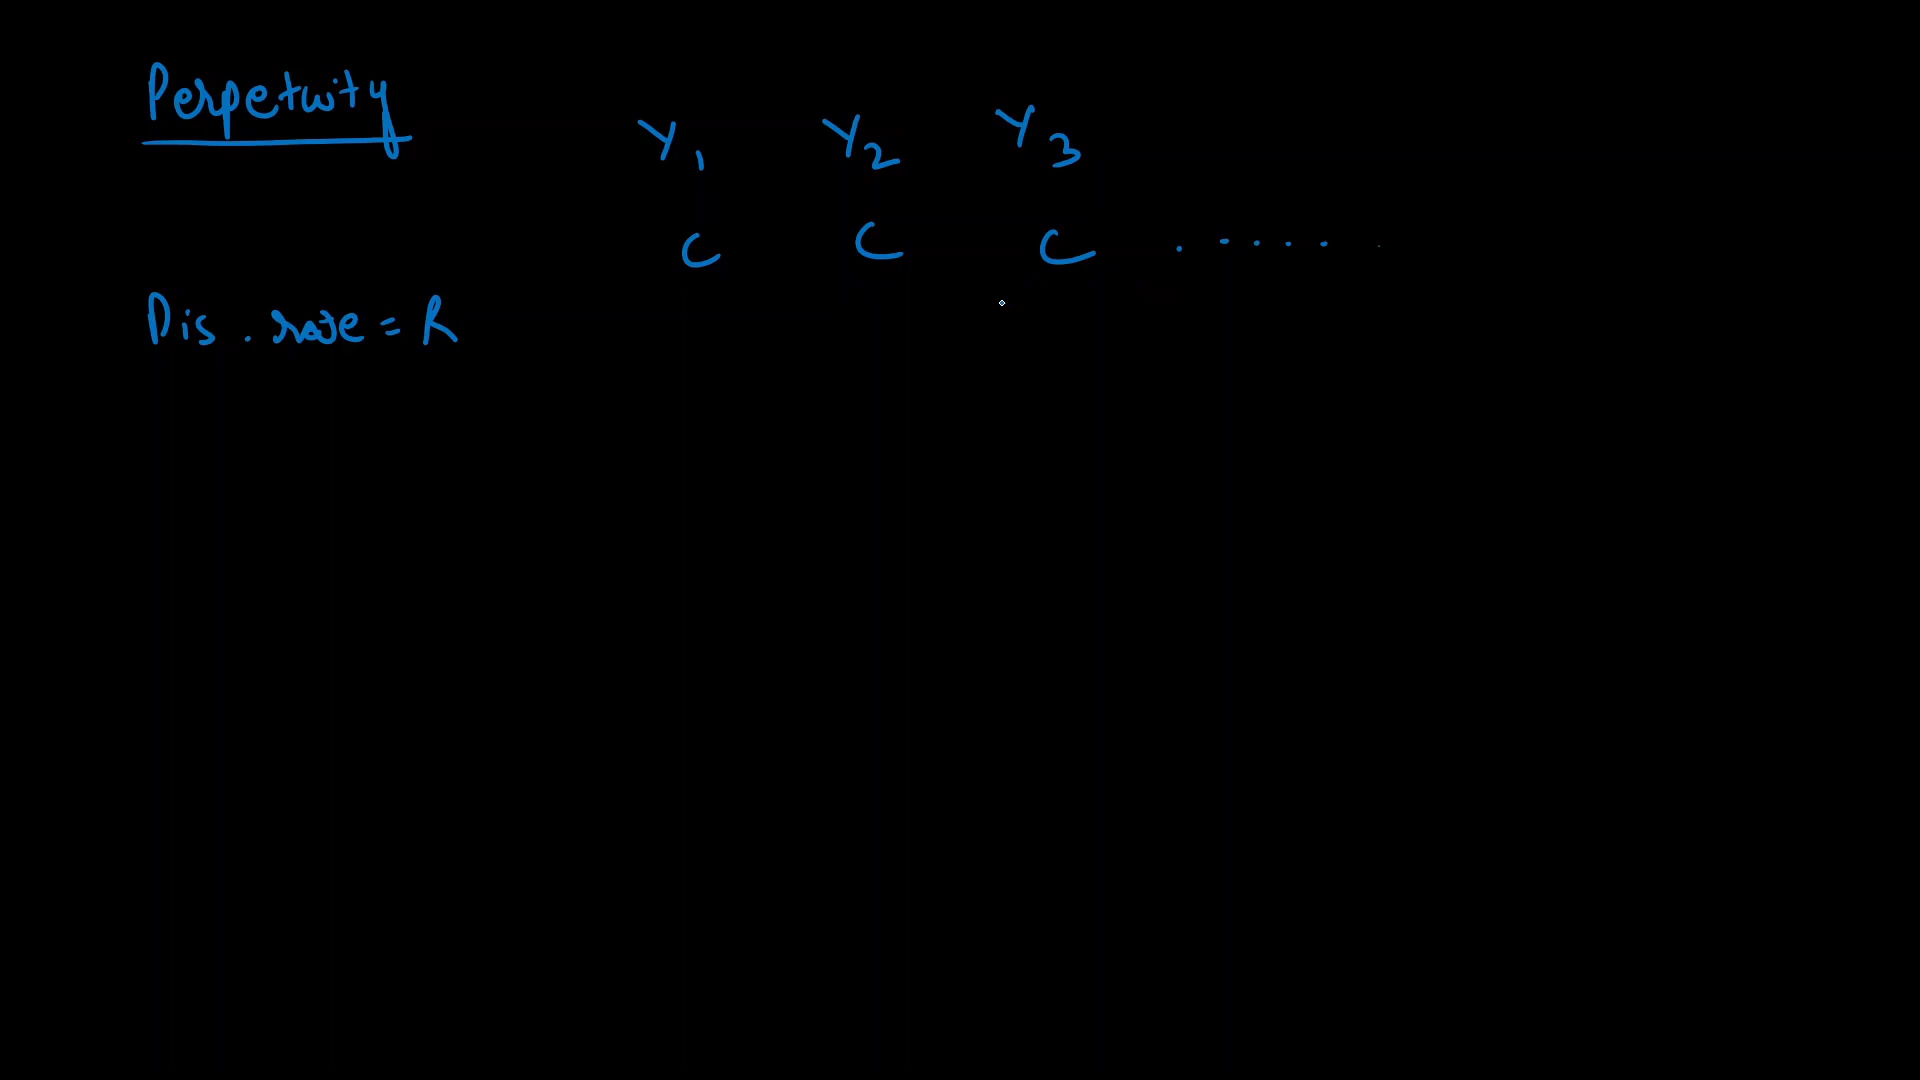 Perpetuity
Y1 Y2 Y3
C C C ......
Dis. rate = R